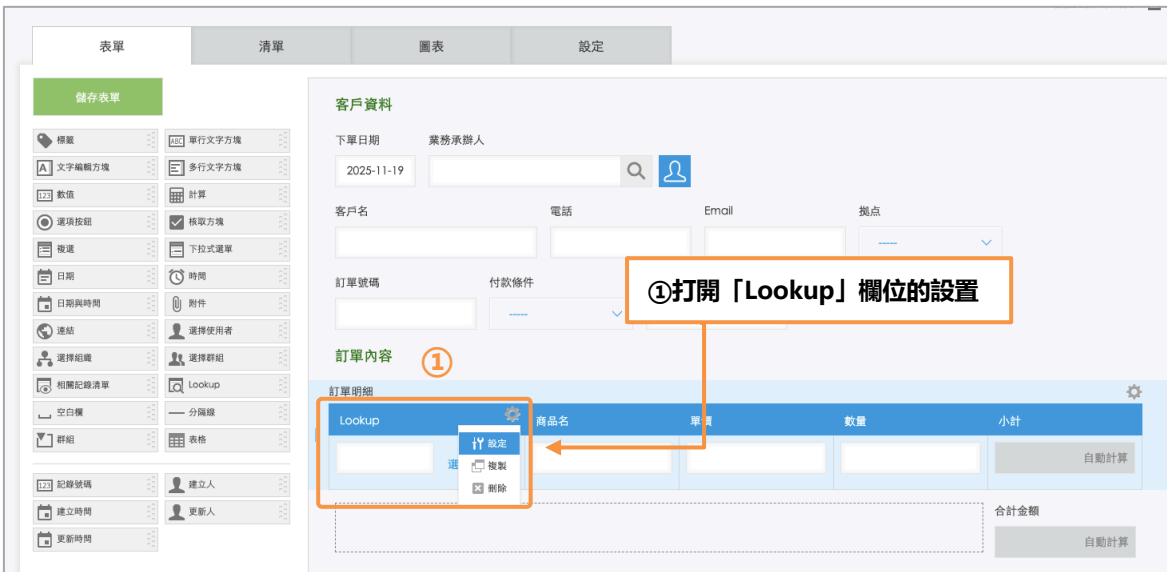 表單
清單
圖表
設定
儲存表單
標籤
ABC 單行文字方塊
A 文字編輯方塊
多行文字方塊
123 數值
計算
選項按鈕
核取方塊
複選
下拉式選單
日期
時間
日期與時間
附件
連結
選擇使用者
選擇組織
選擇群組
相關記錄清單
Lookup
空白欄
分隔線
群組
表格
123 記錄號碼
建立人
建立時間
更新人
更新時間
客戶資料
下單日期
業務承辦人
2025-11-19
客戶名
電話
Email
拠点
-----
訂單號碼
付款條件
-----
①打開「Lookup」欄位的設置
訂單內容
①
訂單明細
Lookup
商品名
單價
數量
小計
選
設定
複製
刪除
自動計算
合計金額
自動計算